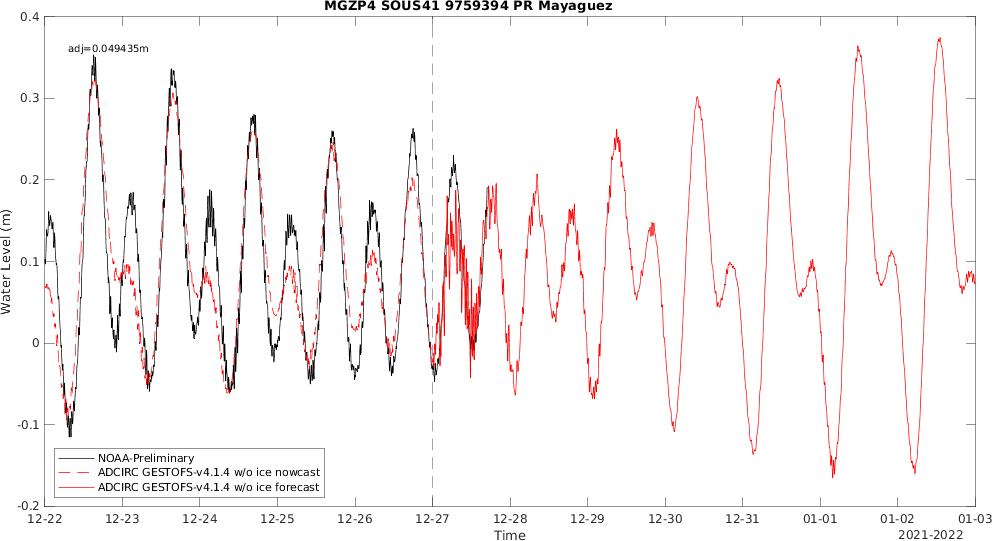 MGZP4 SOUS41 9759394 PR Mayaguez
adj=0.049435m
0.4
0.3
0.2
0.1
0
-0.1
-0.2
Water Level (m)
NOAA-Preliminary
ADCIRC GESTOFS-v4.1.4 w/o ice nowcast
ADCIRC GESTOFS-v4.1.4 w/o ice forecast
12-22 12-23 12-24 12-25 12-26 12-27 12-28 12-29 12-30 12-31 01-01 01-02 01-03
Time
2021-2022